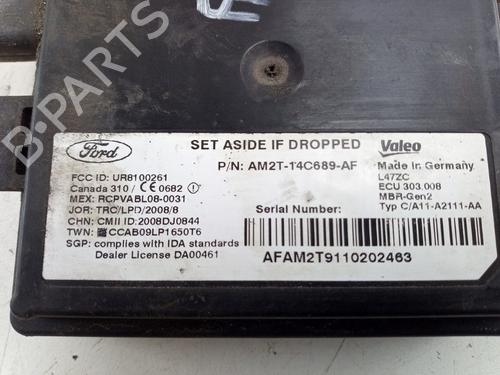 B-PARTS
Ford
SET ASIDE IF DROPPED
Valeo
P/N: AM2T-14C689-AF
Made in Germany
FCC ID: UR8100261
L47ZC
Canada 310 / CE 0682
ECU 303.008
MEX: RCPVABL08-0031
MBR-Gen2
JOR: TRC/LPD/2008/8
Serial Number:
Typ C/A11-A2111-AA
CHN: CMII ID:2008DJ0844
TWN: CCAB09LP1650T6
SGP: complies with IDA standards
Dealer License DA00461
AFAM2T9110202463